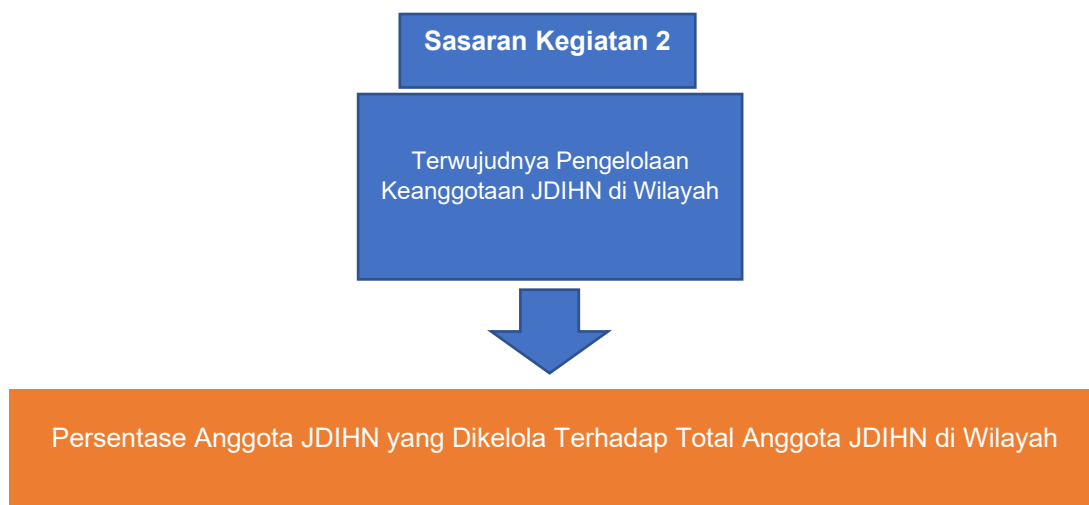 Sasaran Kegiatan 2
Terwujudnya Pengelolaan
Keanggotaan JDIHN di Wilayah
Persentase Anggota JDIHN yang Dikelola Terhadap Total Anggota JDIHN di Wilayah